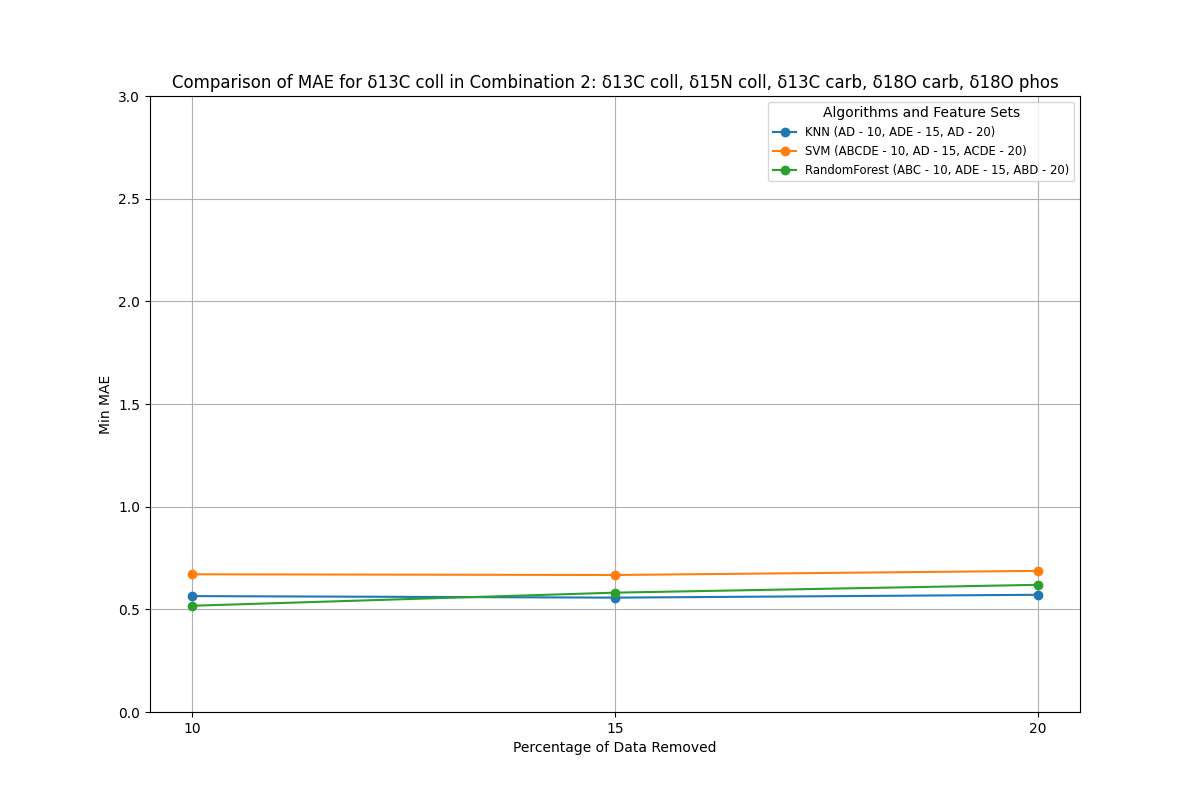 Comparison of MAE for δ13C coll in Combination 2: δ13C coll, δ15N coll, δ13C carb, δ18O carb, δ18O phos
3.0
Algorithms and Feature Sets
KNN (AD - 10, ADE - 15, AD - 20)
SVM (ABCDE - 10, AD - 15, ACDE - 20)
RandomForest (ABC - 10, ADE - 15, ABD - 20)
2.5
2.0
1.5
Min MAE
1.0
0.5
0.0
10
15
20
Percentage of Data Removed